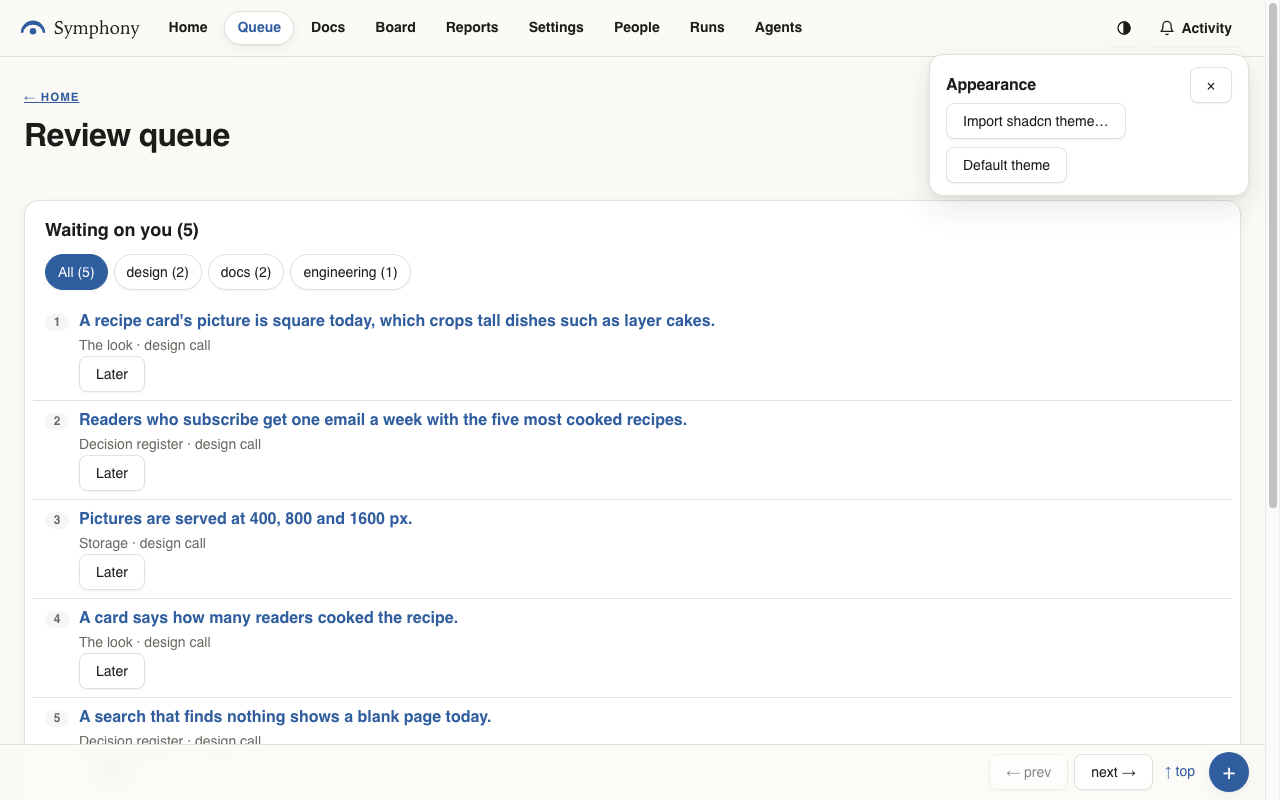 Symphony Home Queue Docs Board Reports Settings People Runs Agents Activity
← HOME
Review queue
Appearance
×
Import shadcn theme…
Default theme
Waiting on you (5)
All (5) design (2) docs (2) engineering (1)
1 A recipe card's picture is square today, which crops tall dishes such as layer cakes.
The look · design call
Later
2 Readers who subscribe get one email a week with the five most cooked recipes.
Decision register · design call
Later
3 Pictures are served at 400, 800 and 1600 px.
Storage · design call
Later
4 A card says how many readers cooked the recipe.
The look · design call
Later
5 A search that finds nothing shows a blank page today.
Decision register · design call
← prev next → ↑ top +